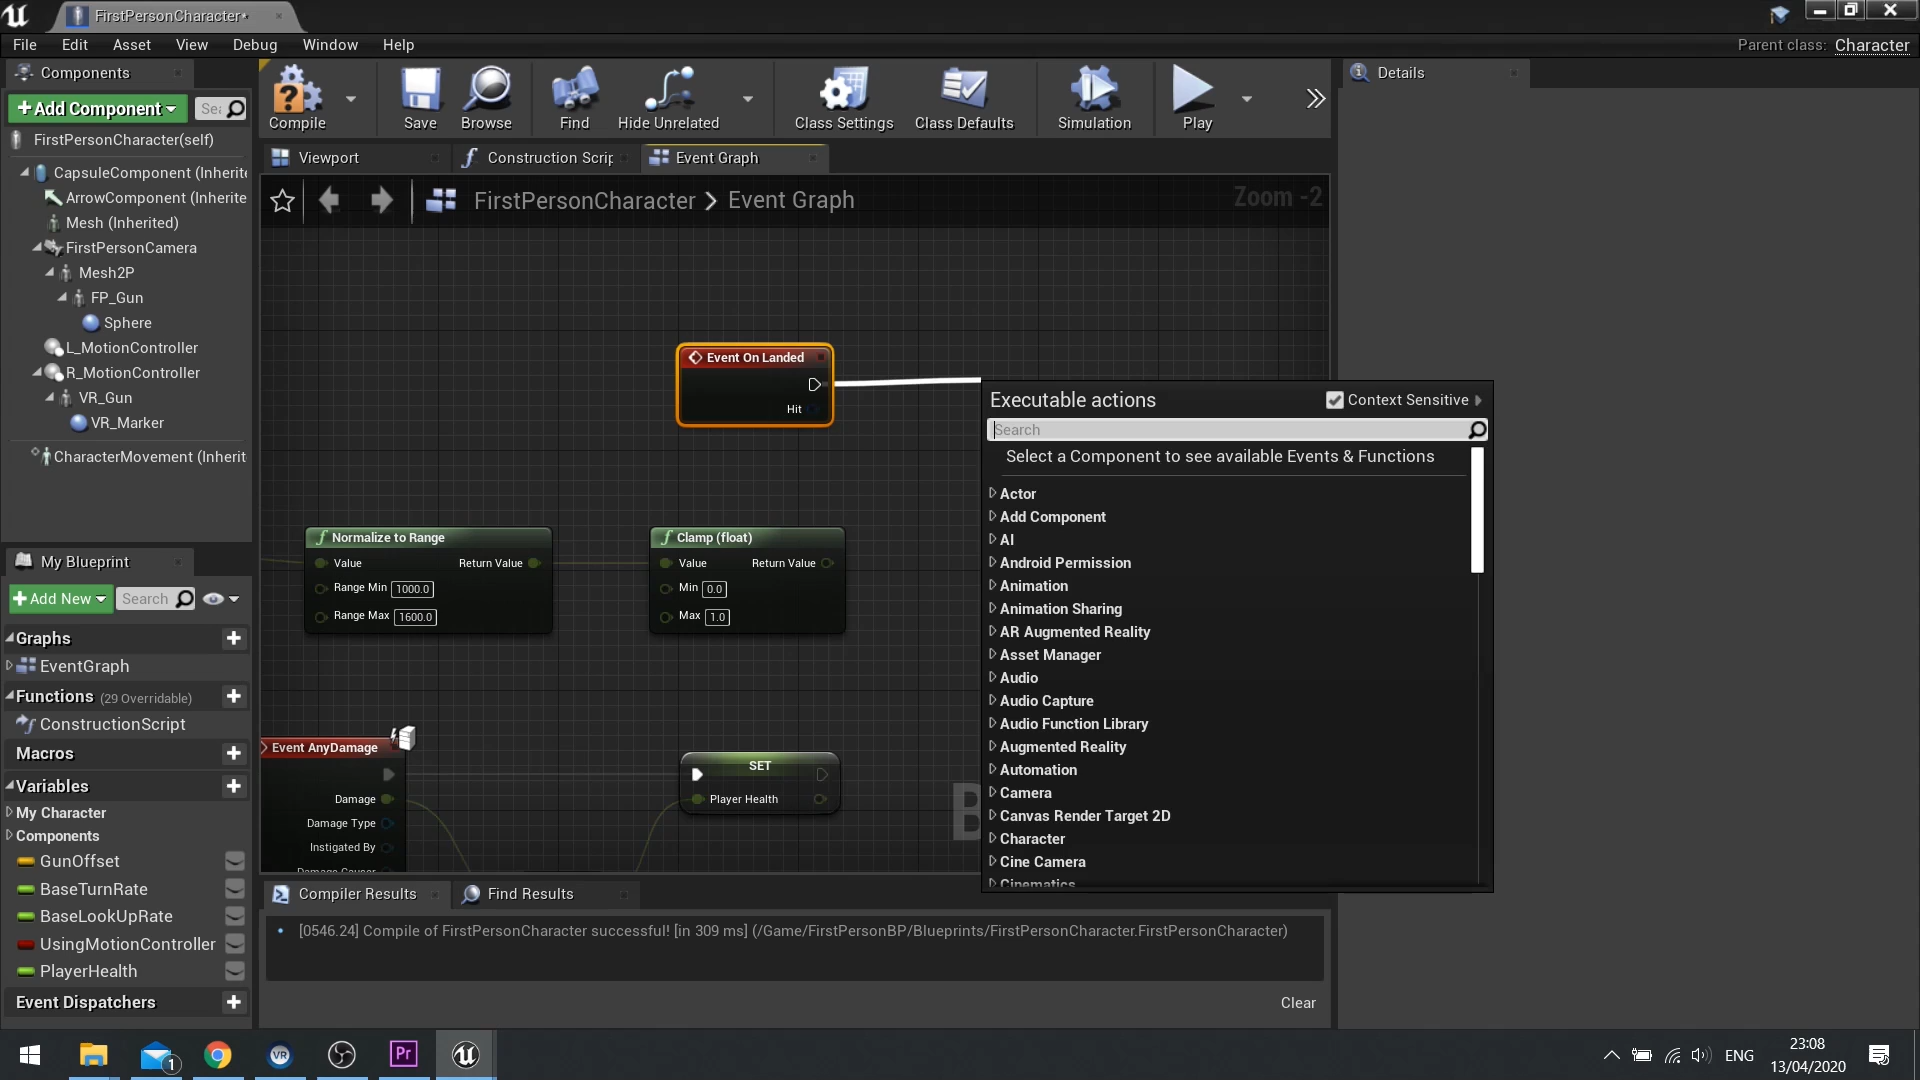 FirstPersonCharacter*
File Edit Asset View Debug Window Help
Parent class: Character
Components
Add Component
FirstPersonCharacter(self)
CapsuleComponent (Inherite
ArrowComponent (Inherite
Mesh (Inherited)
FirstPersonCamera
Mesh2P
FP_Gun
Sphere
L_MotionController
R_MotionController
VR_Gun
VR_Marker
CharacterMovement (Inherit
My Blueprint
Add New Search
Graphs
EventGraph
Functions (29 Overridable)
ConstructionScript
Macros
Variables
My Character
Components
GunOffset
BaseTurnRate
BaseLookUpRate
UsingMotionController
PlayerHealth
Event Dispatchers
Compile Save Browse Find Hide Unrelated Class Settings Class Defaults Simulation Play
Viewport Construction Scrip Event Graph
FirstPersonCharacter > Event Graph
Zoom -2
Event On Landed
Hit
Normalize to Range
Value Return Value
Range Min 1000.0
Range Max 1600.0
Clamp (float)
Value Return Value
Min 0.0
Max 1.0
Event AnyDamage
Damage
Damage Type
Instigated By
Damage Causer
SET
Player Health
Executable actions
Context Sensitive
Search
Select a Component to see available Events & Functions
Actor
Add Component
AI
Android Permission
Animation
Animation Sharing
AR Augmented Reality
Asset Manager
Audio
Audio Capture
Audio Function Library
Augmented Reality
Automation
Camera
Canvas Render Target 2D
Character
Cine Camera
Cinematics
Compiler Results Find Results
[0546.24] Compile of FirstPersonCharacter successful! [in 309 ms] (/Game/FirstPersonBP/Blueprints/FirstPersonCharacter.FirstPersonCharacter)
Clear
Details
1
VR
Pr
ENG
23:08
13/04/2020